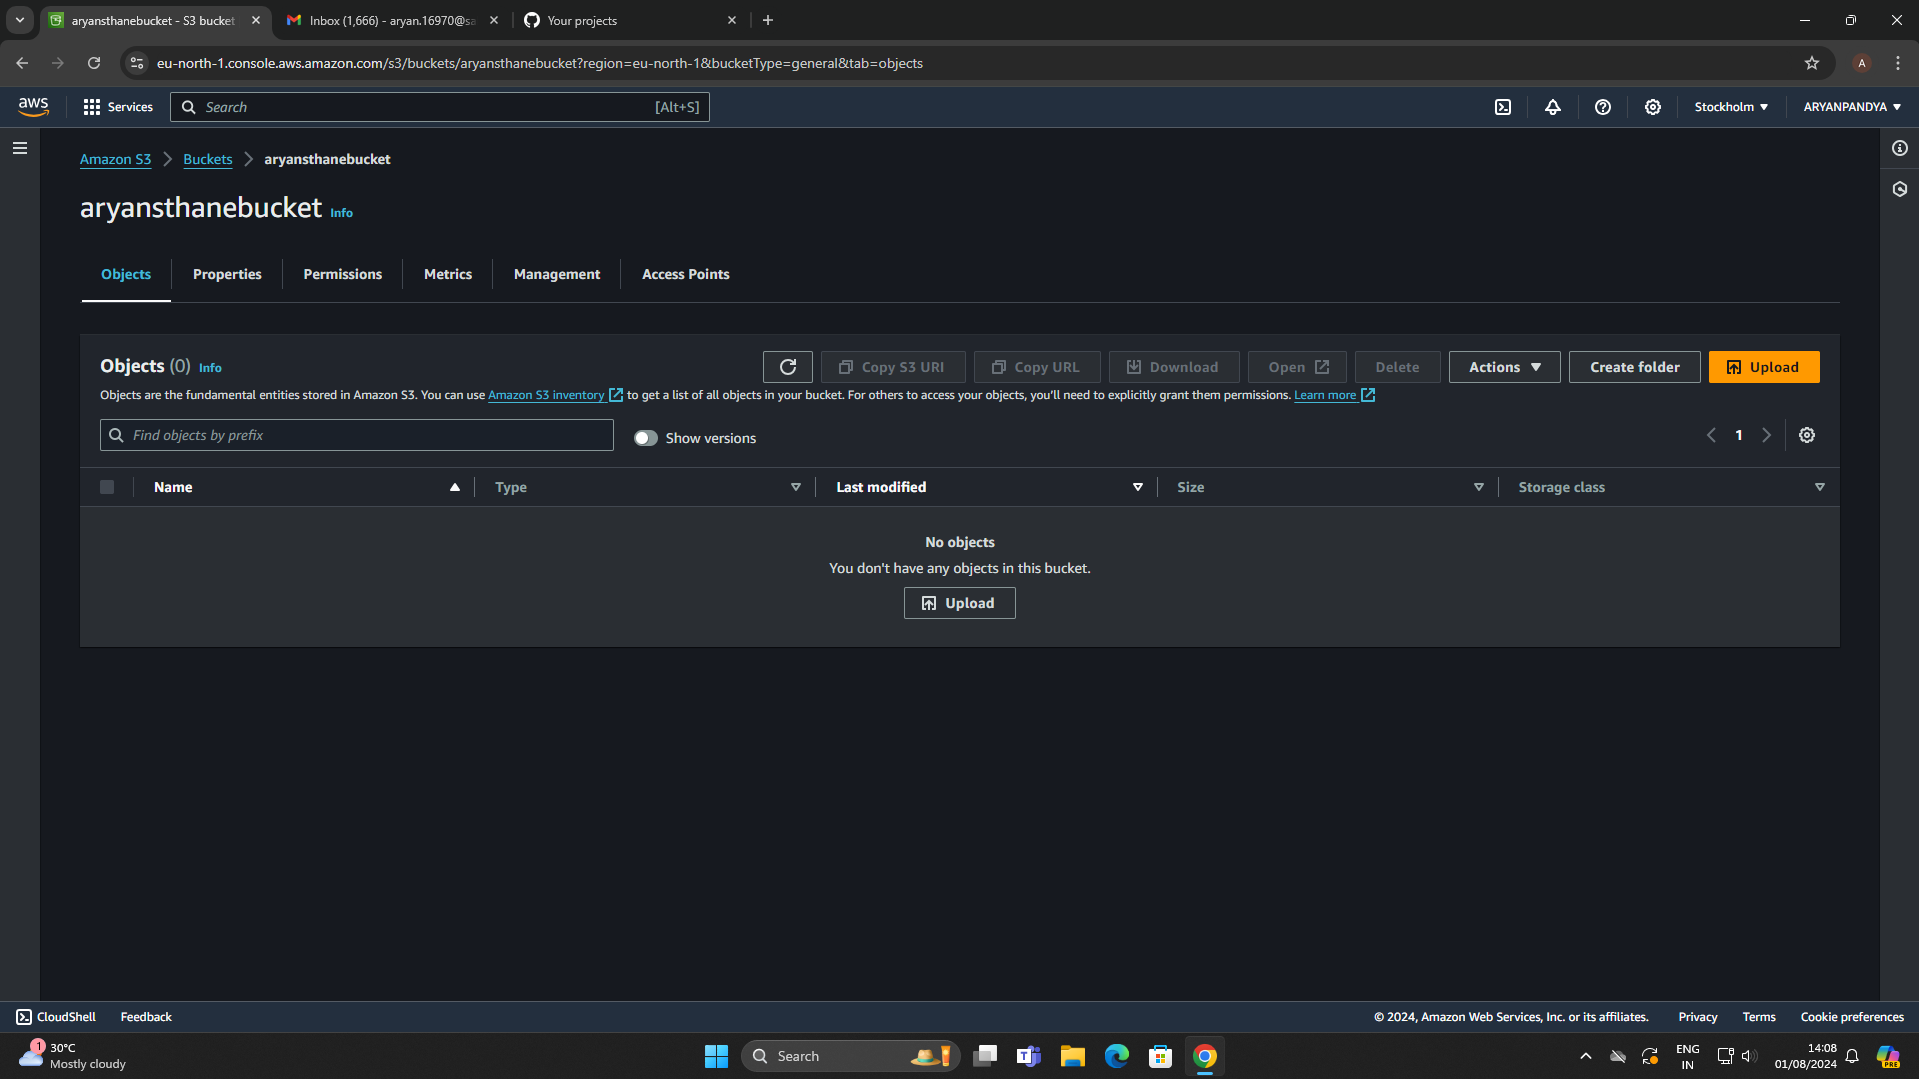 aryansthanebucket - S3 bucket
Inbox (1,666) - aryan.16970@sa
Your projects
eu-north-1.console.aws.amazon.com/s3/buckets/aryansthanebucket?region=eu-north-1&bucketType=general&tab=objects
A
aws
Services
Search
[Alt+S]
Stockholm
ARYANPANDYA
Amazon S3
Buckets
aryansthanebucket
aryansthanebucket Info
Objects
Properties
Permissions
Metrics
Management
Access Points
Objects (0) Info
Copy S3 URI
Copy URL
Download
Open
Delete
Actions
Create folder
Upload
Objects are the fundamental entities stored in Amazon S3. You can use Amazon S3 inventory to get a list of all objects in your bucket. For others to access your objects, you'll need to explicitly grant them permissions. Learn more
Find objects by prefix
Show versions
1
Name
Type
Last modified
Size
Storage class
No objects
You don't have any objects in this bucket.
Upload
CloudShell
Feedback
© 2024, Amazon Web Services, Inc. or its affiliates.
Privacy
Terms
Cookie preferences
1
30°C
Mostly cloudy
Search
ENG
IN
14:08
01/08/2024
PRE